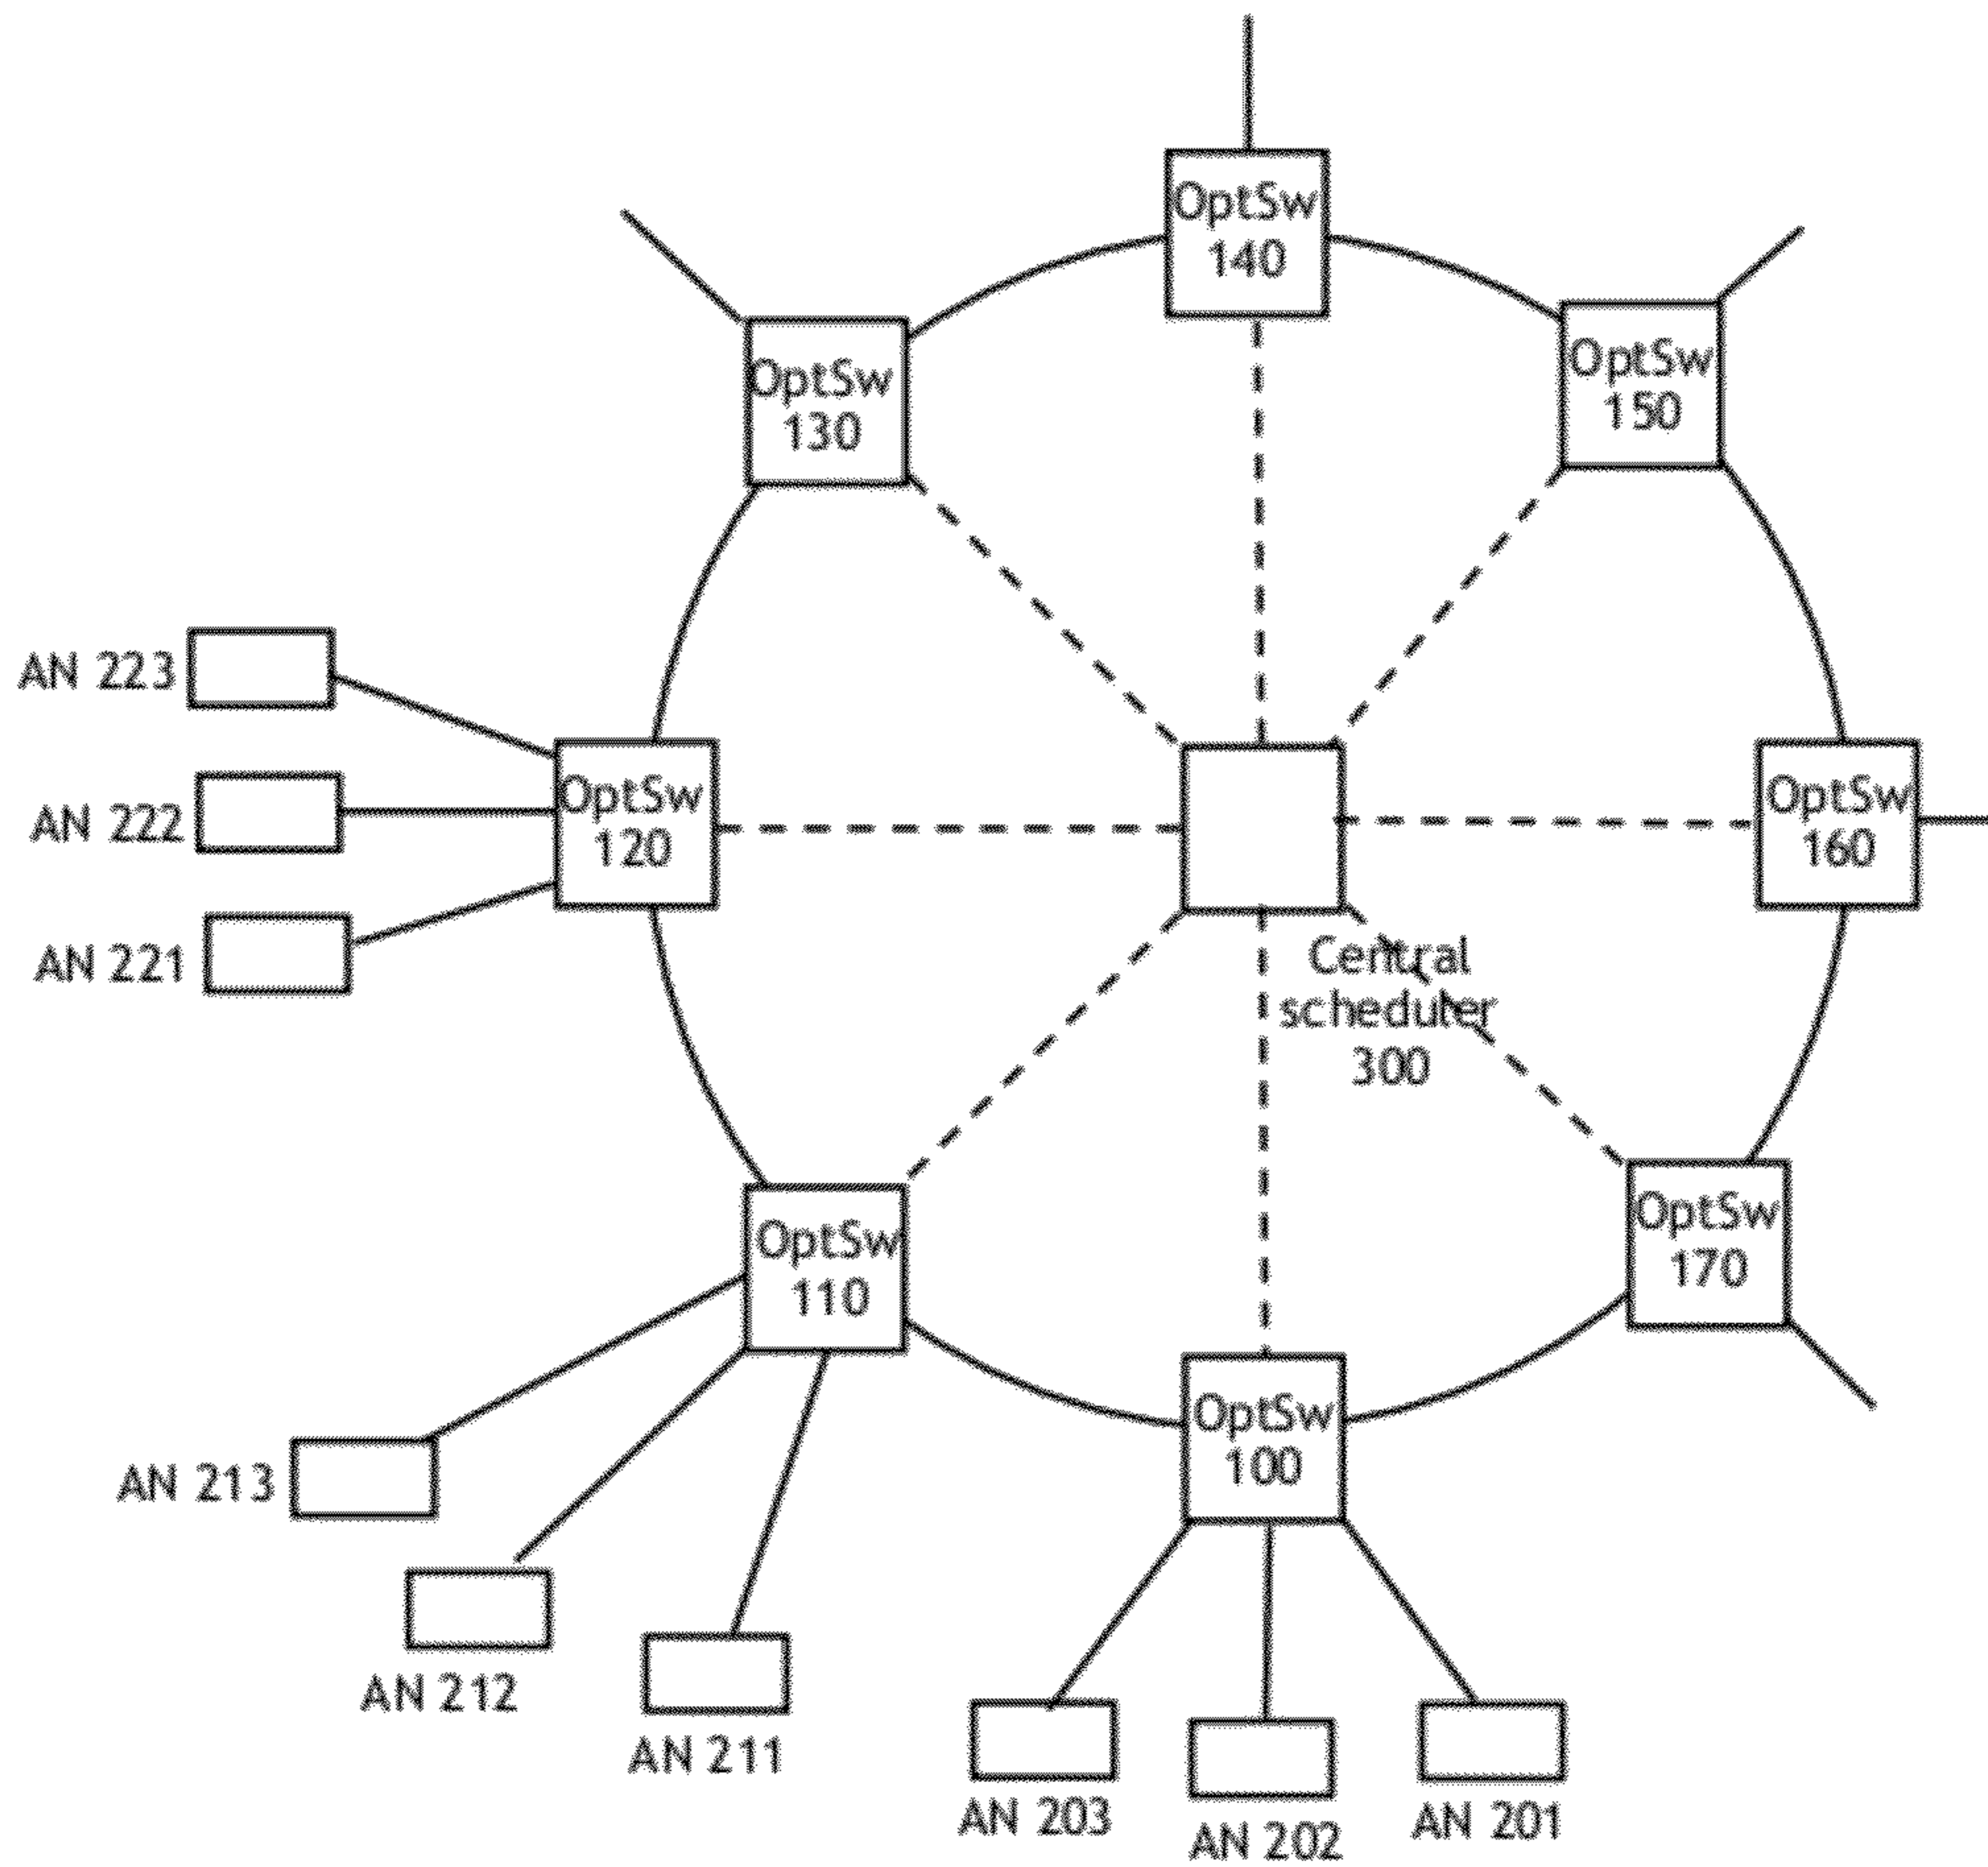 OptSw
140
OptSw
150
OptSw
130
AN 223
OptSw
120
AN 222
OptSw
160
AN 221
Central
scheduler
300
OptSw
170
OptSw
110
OptSw
100
AN 213
AN 212
AN 211
AN 203
AN 202
AN 201